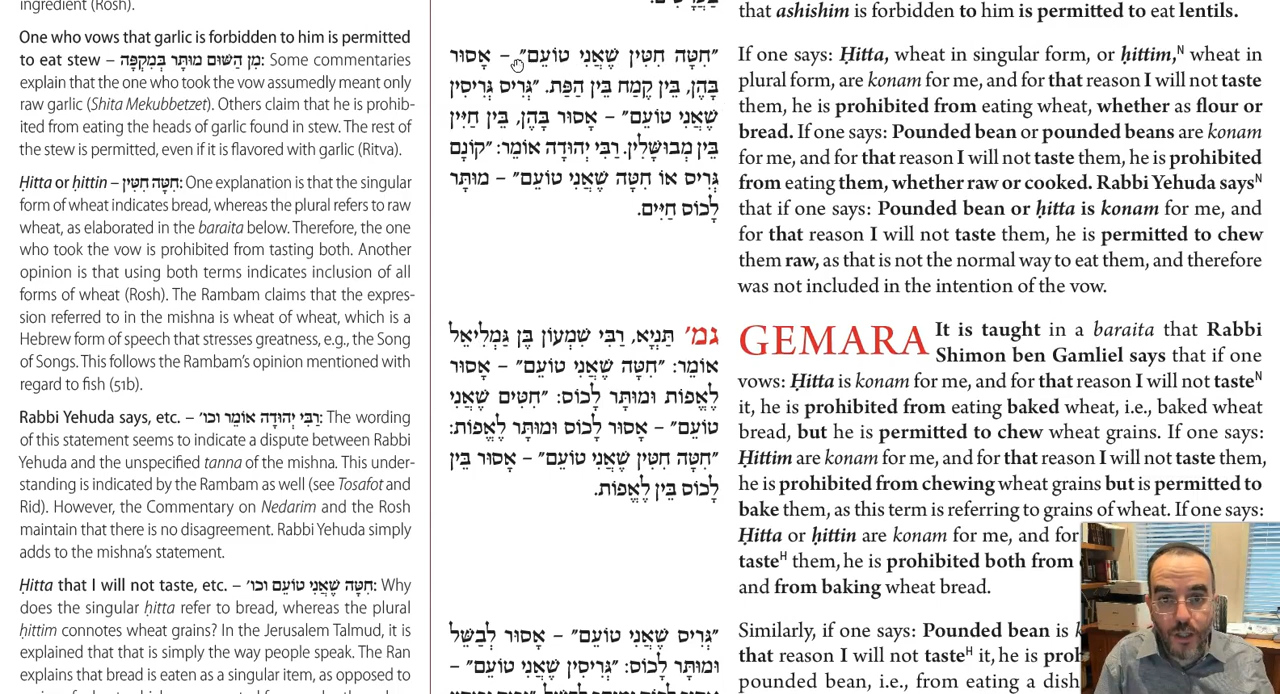 ingredient (Rosh).
One who vows that garlic is forbidden to him is permitted
to eat stew – מִן הַשּׁוּם מוּתָּר בְּמִקְפָּה: Some commentaries
explain that the one who took the vow assumedly meant only
raw garlic (Shita Mekubbetzet). Others claim that he is prohib-
ited from eating the heads of garlic found in stew. The rest of
the stew is permitted, even if it is flavored with garlic (Ritva).
Ḥitta or ḥittin – חִטָּה חִטִּין: One explanation is that the singular
form of wheat indicates bread, whereas the plural refers to raw
wheat, as elaborated in the baraita below. Therefore, the one
who took the vow is prohibited from tasting both. Another
opinion is that using both terms indicates inclusion of all
forms of wheat (Rosh). The Rambam claims that the expres-
sion referred to in the mishna is wheat of wheat, which is a
Hebrew form of speech that stresses greatness, e.g., the Song
of Songs. This follows the Rambam's opinion mentioned with
regard to fish (51b).
Rabbi Yehuda says, etc. – רַבִּי יְהוּדָה אוֹמֵר וכו׳: The wording
of this statement seems to indicate a dispute between Rabbi
Yehuda and the unspecified tanna of the mishna. This under-
standing is indicated by the Rambam as well (see Tosafot and
Rid). However, the Commentary on Nedarim and the Rosh
maintain that there is no disagreement. Rabbi Yehuda simply
adds to the mishna's statement.
Ḥitta that I will not taste, etc. – חִטָּה שֶׁאֲנִי טוֹעֵם וכו׳: Why
does the singular ḥitta refer to bread, whereas the plural
ḥittim connotes wheat grains? In the Jerusalem Talmud, it is
explained that that is simply the way people speak. The Ran
explains that bread is eaten as a singular item, as opposed to
״חִטָּה חִטִּין שֶׁאֲנִי טוֹעֵם״ – אָסוּר
בָּהֶן, בֵּין קֶמַח בֵּין הַפַּת. ״גְּרִיס גְּרִיסִין
שֶׁאֲנִי טוֹעֵם״ – אָסוּר בָּהֶן, בֵּין חַיִּין
בֵּין מְבוּשָּׁלִין. רַבִּי יְהוּדָה אוֹמֵר: ״קוֹנָם
גְּרִיס אוֹ חִטָּה שֶׁאֲנִי טוֹעֵם״ – מוּתָּר
לָכוֹס חַיִּים.
גמ׳ תַּנְיָא, רַבִּי שִׁמְעוֹן בֶּן גַּמְלִיאֵל
אוֹמֵר: ״חִטָּה שֶׁאֲנִי טוֹעֵם״ – אָסוּר
לֶאֱפוֹת וּמוּתָּר לָכוֹס: ״חִטִּים שֶׁאֲנִי
טוֹעֵם״ – אָסוּר לָכוֹס וּמוּתָּר לֶאֱפוֹת:
״חִטָּה חִטִּין שֶׁאֲנִי טוֹעֵם״ – אָסוּר בֵּין
לָכוֹס בֵּין לֶאֱפוֹת.
״גְּרִיס שֶׁאֲנִי טוֹעֵם״ – אָסוּר לְבַשֵּׁל
וּמוּתָּר לָכוֹס: ״גְּרִיסִין שֶׁאֲנִי טוֹעֵם״ –
that ashishim is forbidden to him is permitted to eat lentils.
If one says: Ḥitta, wheat in singular form, or ḥittim,N wheat in
plural form, are konam for me, and for that reason I will not taste
them, he is prohibited from eating wheat, whether as flour or
bread. If one says: Pounded bean or pounded beans are konam
for me, and for that reason I will not taste them, he is prohibited
from eating them, whether raw or cooked. Rabbi Yehuda saysN
that if one says: Pounded bean or ḥitta is konam for me, and
for that reason I will not taste them, he is permitted to chew
them raw, as that is not the normal way to eat them, and therefore
was not included in the intention of the vow.
GEMARA It is taught in a baraita that Rabbi
Shimon ben Gamliel says that if one
vows: Ḥitta is konam for me, and for that reason I will not tasteN
it, he is prohibited from eating baked wheat, i.e., baked wheat
bread, but he is permitted to chew wheat grains. If one says:
Ḥittim are konam for me, and for that reason I will not taste them,
he is prohibited from chewing wheat grains but is permitted to
bake them, as this term is referring to grains of wheat. If one says:
Ḥitta or ḥittin are konam for me, and for
tasteH them, he is prohibited both from
and from baking wheat bread.
Similarly, if one says: Pounded bean is
that reason I will not tasteH it, he is
pounded bean, i.e., from eating a dish